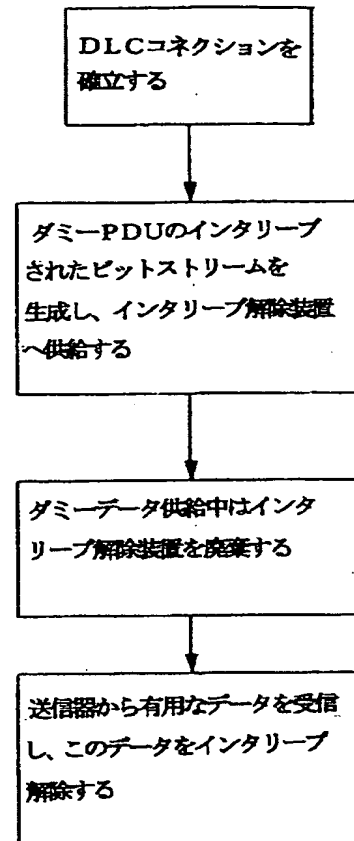 DLCコネクションを
確立する
ダミーPDUのインタリーブ
されたビットストリームを
生成し、インタリーブ解除装置
へ供給する
ダミーデータ供給中はインタ
リーブ解除装置を廃棄する
送信器から有用なデータを受信
し、このデータをインタリーブ
解除する